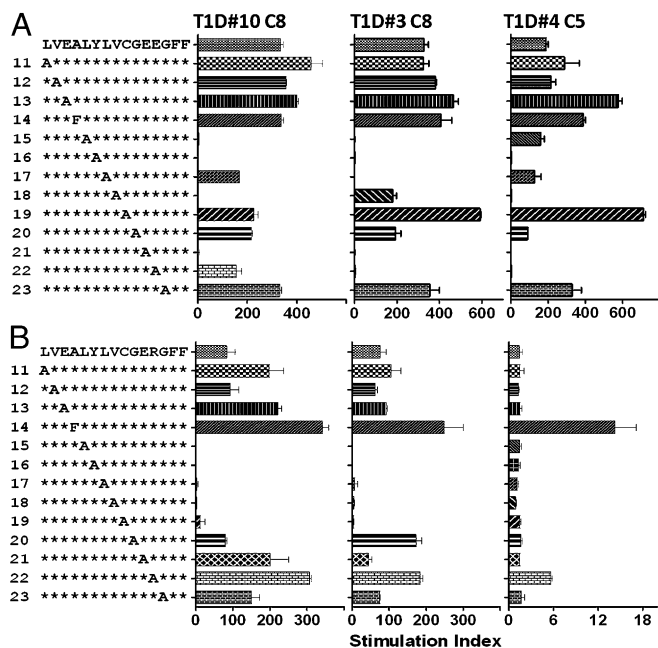 A T1D#10 C8 T1D#3 C8 T1D#4 C5
LVEALYLVCGEEGFF
11 A**************
12 *A*************
13 **A************
14 ***F***********
15 ****A**********
16 *****A*********
17 ******A********
18 *******A*******
19 ********A******
20 *********A*****
21 **********A****
22 ***********A***
23 ************A**
0 200 400 0 200 400 600 0 200 400 600
B
LVEALYLVCGERGFF
11 A**************
12 *A*************
13 **A************
14 ***F***********
15 ****A**********
16 *****A*********
17 ******A********
18 *******A*******
19 ********A******
20 *********A*****
21 **********A****
22 ***********A***
23 ************A**
0 100 200 300 0 100 200 300 0 6 12 18
Stimulation Index